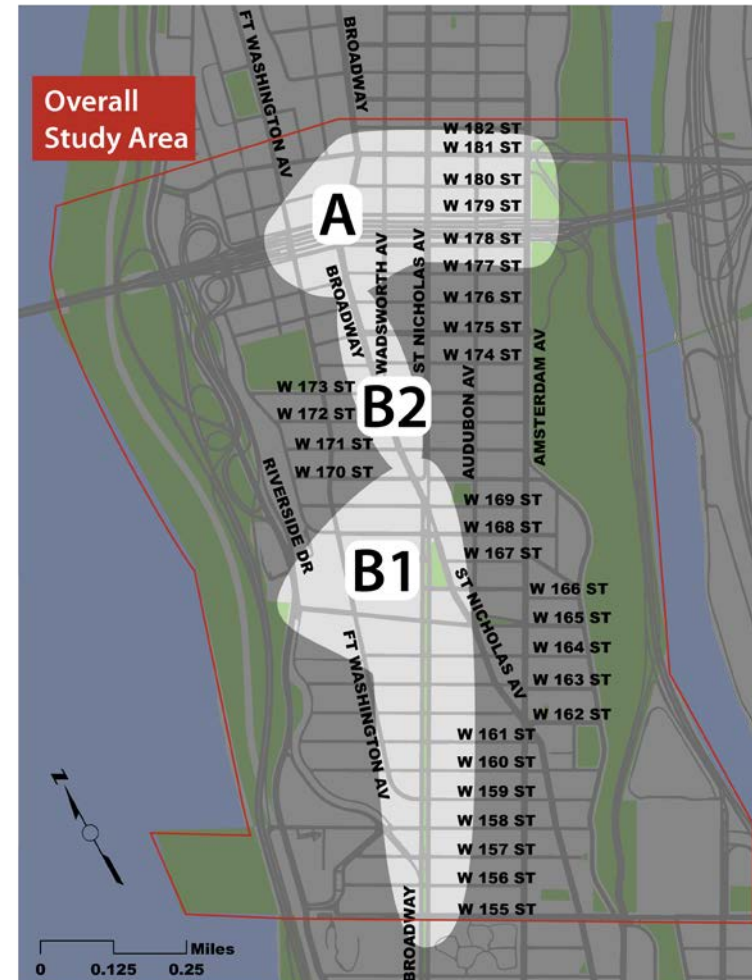 FT WASHINGTON AV
BROADWAY
Overall
Study Area
W 182 ST
W 181 ST
W 180 ST
W 179 ST
A
W 178 ST
W 177 ST
WADSWORTH AV
ST NICHOLAS AV
BROADWAY
W 176 ST
W 175 ST
W 174 ST
AUDUBON AV
AMSTERDAM AV
W 173 ST
B2
W 172 ST
W 171 ST
W 170 ST
RIVERSIDE DR
W 169 ST
W 168 ST
W 167 ST
B1
ST NICHOLAS AV
W 166 ST
W 165 ST
W 164 ST
W 163 ST
W 162 ST
FT WASHINGTON AV
W 161 ST
W 160 ST
W 159 ST
W 158 ST
W 157 ST
W 156 ST
W 155 ST
BROADWAY
Z
Miles
0 0.125 0.25